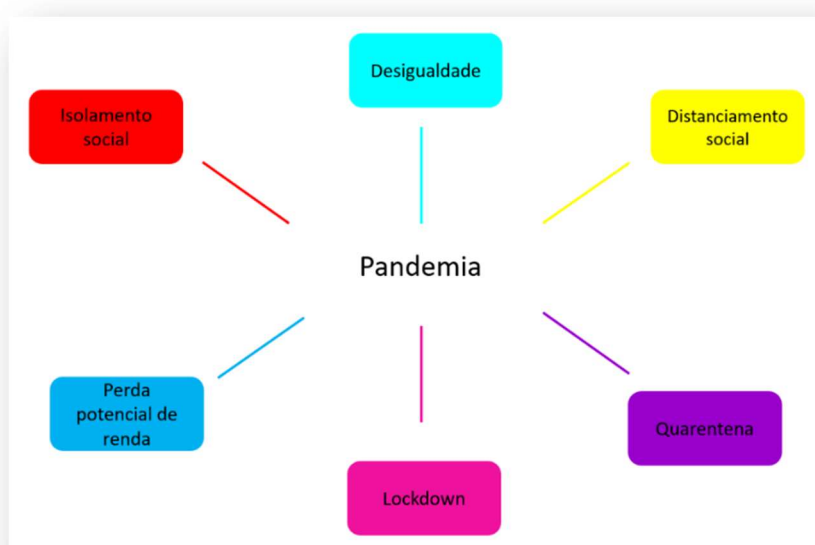 Desigualdade
Isolamento
social
Distanciamento
social
Pandemia
Perda
potencial de
renda
Quarentena
Lockdown